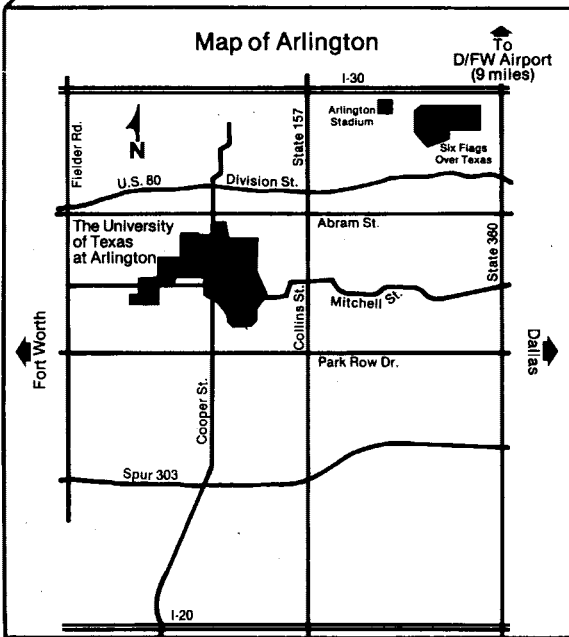 Map of Arlington
To
D/FW Airport
(9 miles)
I-30
Arlington
Stadium
Six Flags
Over Texas
State 157
Fielder Rd.
N
U.S. 80
Division St.
The University
of Texas
at Arlington
Abram St.
State 360
Mitchell St.
Collins St.
Fort Worth
Dallas
Park Row Dr.
Cooper St.
Spur 303
I-20